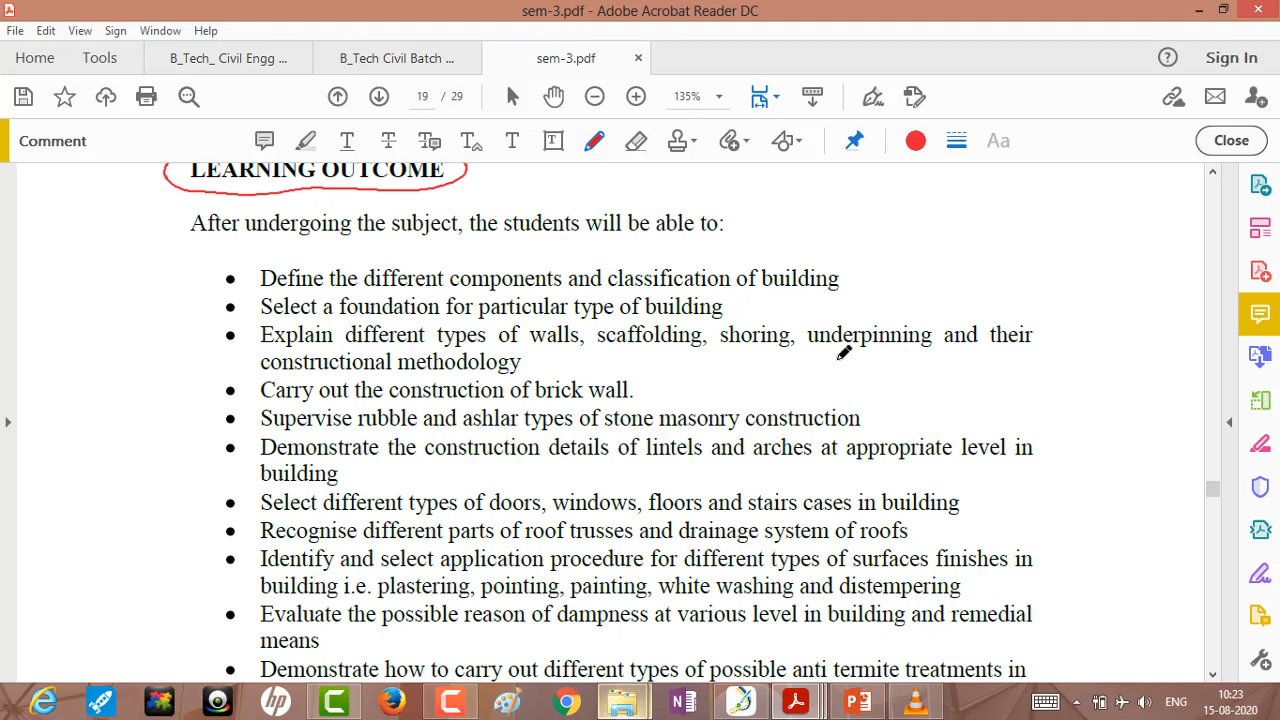 sem-3.pdf - Adobe Acrobat Reader DC
File Edit View Sign Window Help
Home Tools B_Tech_ Civil Engg ... B_Tech Civil Batch ... sem-3.pdf × ? Sign In
19 / 29 135%
Comment Aa Close
LEARNING OUTCOME
After undergoing the subject, the students will be able to:
• Define the different components and classification of building
• Select a foundation for particular type of building
• Explain different types of walls, scaffolding, shoring, underpinning and their
constructional methodology
• Carry out the construction of brick wall.
• Supervise rubble and ashlar types of stone masonry construction
• Demonstrate the construction details of lintels and arches at appropriate level in
building
• Select different types of doors, windows, floors and stairs cases in building
• Recognise different parts of roof trusses and drainage system of roofs
• Identify and select application procedure for different types of surfaces finishes in
building i.e. plastering, pointing, painting, white washing and distempering
• Evaluate the possible reason of dampness at various level in building and remedial
means
• Demonstrate how to carry out different types of possible anti termite treatments in
ENG 10:23
15-08-2020